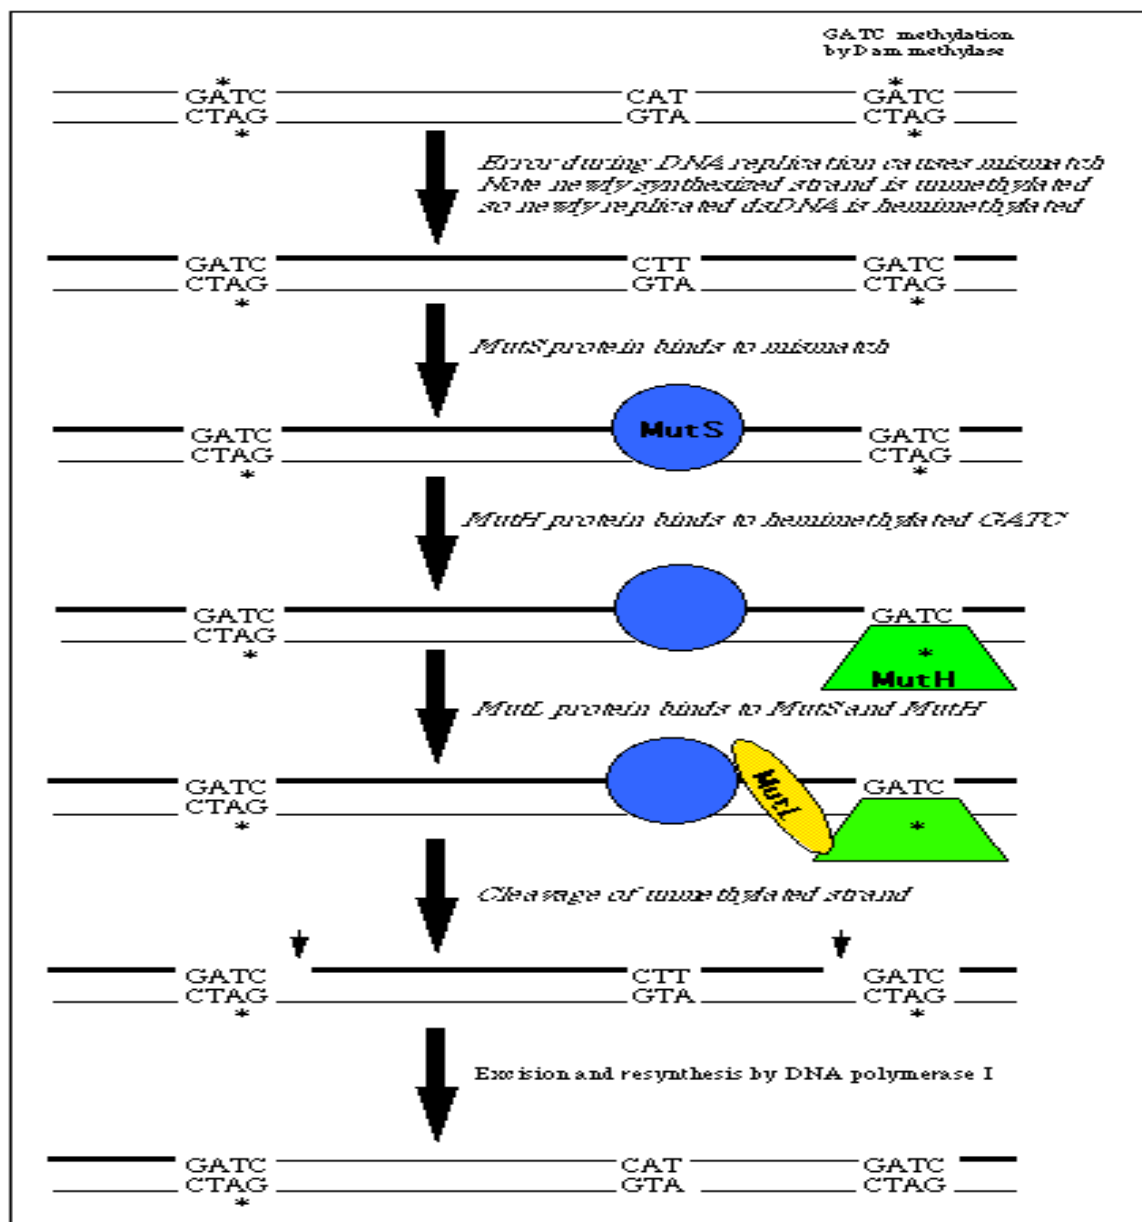 GATC methylation
by Dam methylase
* *
GATC CAT GATC
CTAG GTA CTAG
* *
Error during DNA replication causes mismatch
Note newly synthesized strand is unmethylated
so newly replicated dsDNA is hemimethylated
GATC CTT GATC
CTAG GTA CTAG
* *
MutS protein binds to mismatch
MutS
GATC GATC
CTAG CTAG
* *
MutH protein binds to hemimethylated GATC
GATC GATC
CTAG
* *
MutH
MutL protein binds to MutS and MutH
MutL
GATC GATC
CTAG
* *
Cleavage of unmethylated strand
GATC CTT GATC
CTAG GTA CTAG
* *
Excision and resynthesis by DNA polymerase I
GATC CAT GATC
CTAG GTA CTAG
*